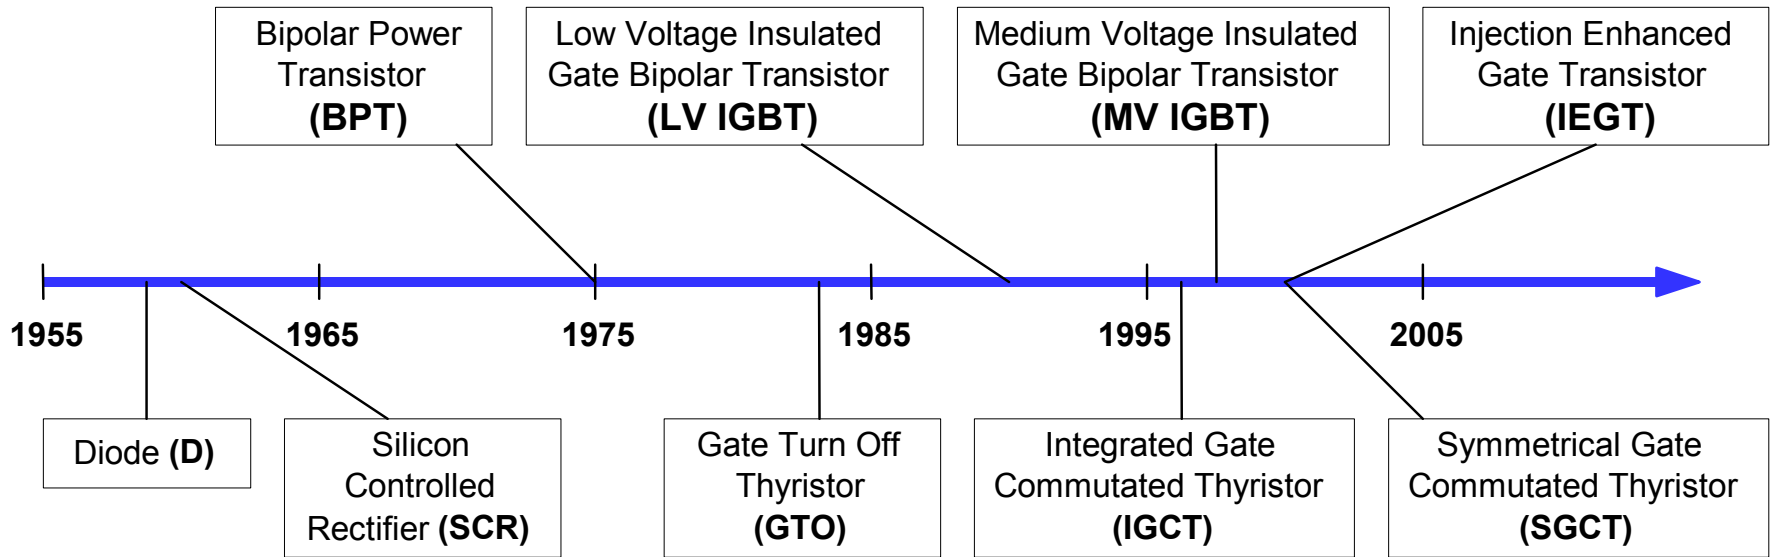 Bipolar Power
Transistor
(BPT)
Low Voltage Insulated
Gate Bipolar Transistor
(LV IGBT)
Medium Voltage Insulated
Gate Bipolar Transistor
(MV IGBT)
Injection Enhanced
Gate Transistor
(IEGT)
1955
1965
1975
1985
1995
2005
Diode (D)
Silicon
Controlled
Rectifier (SCR)
Gate Turn Off
Thyristor
(GTO)
Integrated Gate
Commutated Thyristor
(IGCT)
Symmetrical Gate
Commutated Thyristor
(SGCT)